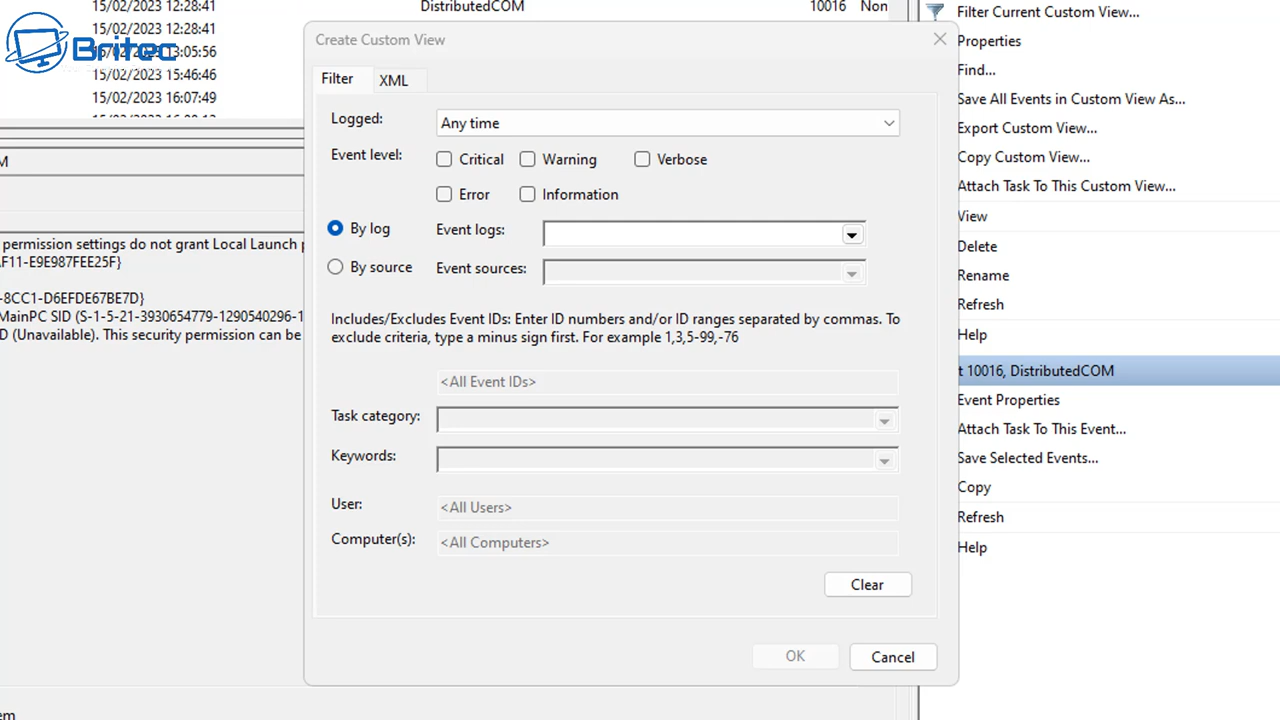 15/02/2023 12:28:41 DistributedCOM 10016 Non
15/02/2023 12:28:41
15/02/2023 13:05:56
15/02/2023 15:46:46
15/02/2023 16:07:49
Britec
Create Custom View
Filter XML
Logged: Any time
Event level: Critical Warning Verbose
Error Information
By log Event logs:
By source Event sources:
Includes/Excludes Event IDs: Enter ID numbers and/or ID ranges separated by commas. To
exclude criteria, type a minus sign first. For example 1,3,5-99,-76
<All Event IDs>
Task category:
Keywords:
User: <All Users>
Computer(s): <All Computers>
Clear
OK Cancel
M
permission settings do not grant Local Launch p
AF11-E9E987FEE25F}
-8CC1-D6EFDE67BE7D}
MainPC SID (S-1-5-21-3930654779-1290540296-1
D (Unavailable). This security permission can be
em
Filter Current Custom View...
Properties
Find...
Save All Events in Custom View As...
Export Custom View...
Copy Custom View...
Attach Task To This Custom View...
View
Delete
Rename
Refresh
Help
t 10016, DistributedCOM
Event Properties
Attach Task To This Event...
Save Selected Events...
Copy
Refresh
Help